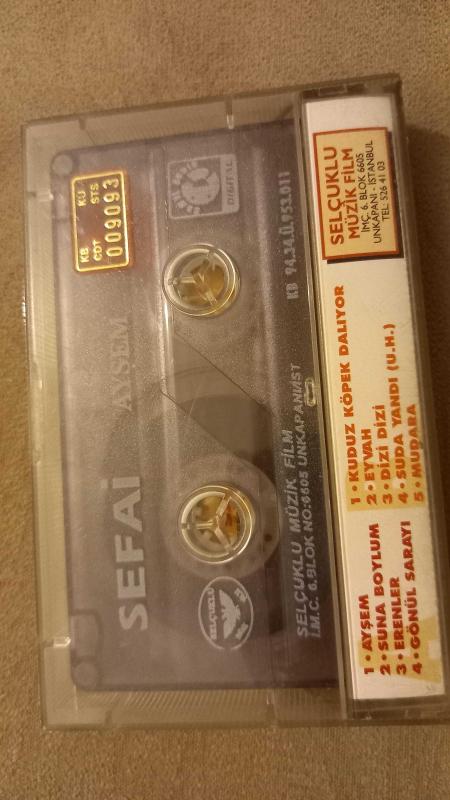 SEFAİ
AYŞEM
KB KU
CDT STS
009093
DIGITAL
SELÇUKLU
SELÇUKLU MÜZİK FİLM
İ.M.C. 6.BLOK NO:6605 UNKAPANI/İST
KB 94.34.Ü.953.011
1 • AYŞEM
2 • SUNA BOYLUM
3 • ERENLER
4 • GÖNÜL SARAYI
1 • KUDUZ KÖPEK DALIYOR
2 • EYVAH
3 • DİZİ DİZİ
4 • SUDA YANDI (U.H.)
5 • MUDARA
SELÇUKLU
MÜZİK FİLM
İMÇ. 6. BLOK 6605
UNKAPANI - İSTANBUL
TEL: 526 41 03